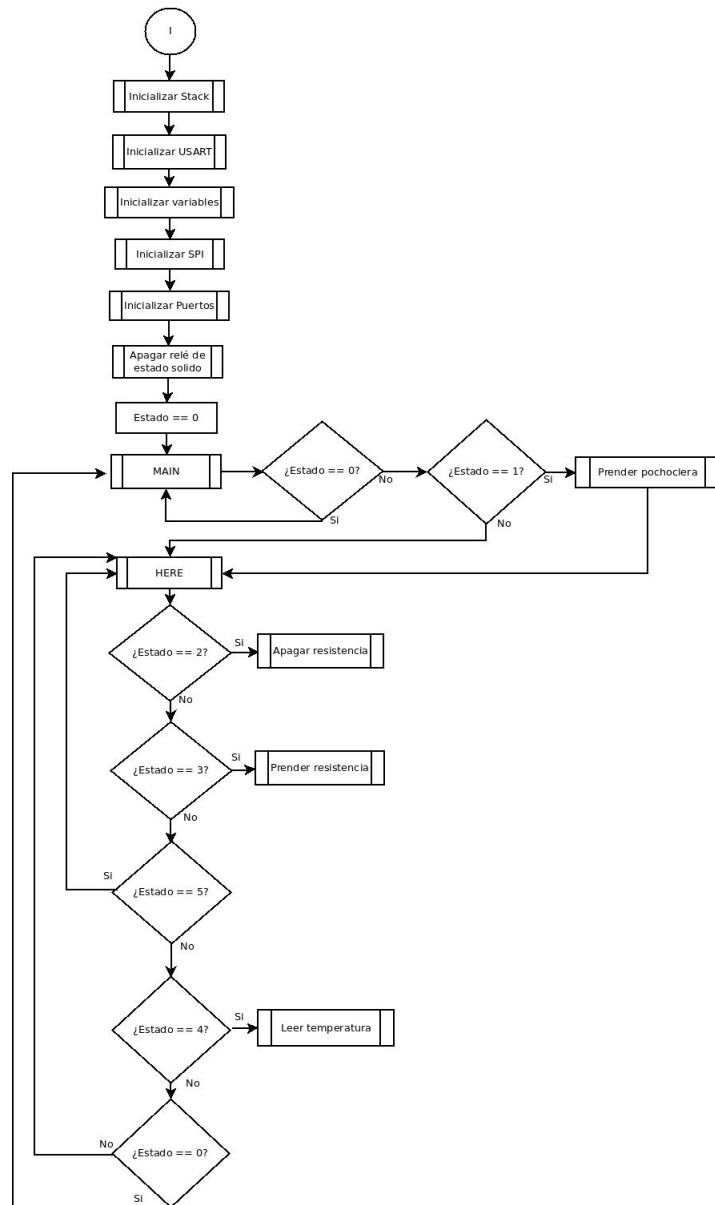 I
Inicializar Stack
Inicializar USART
Inicializar variables
Inicializar SPI
Inicializar Puertos
Apagar relé de
estado solido
Estado == 0
MAIN
¿Estado == 0?
No
Si
¿Estado == 1?
Si
No
Prender pochoclera
HERE
¿Estado == 2?
Si
Apagar resistencia
No
¿Estado == 3?
Si
Prender resistencia
No
¿Estado == 5?
Si
No
¿Estado == 4?
Si
Leer temperatura
No
¿Estado == 0?
No
Si